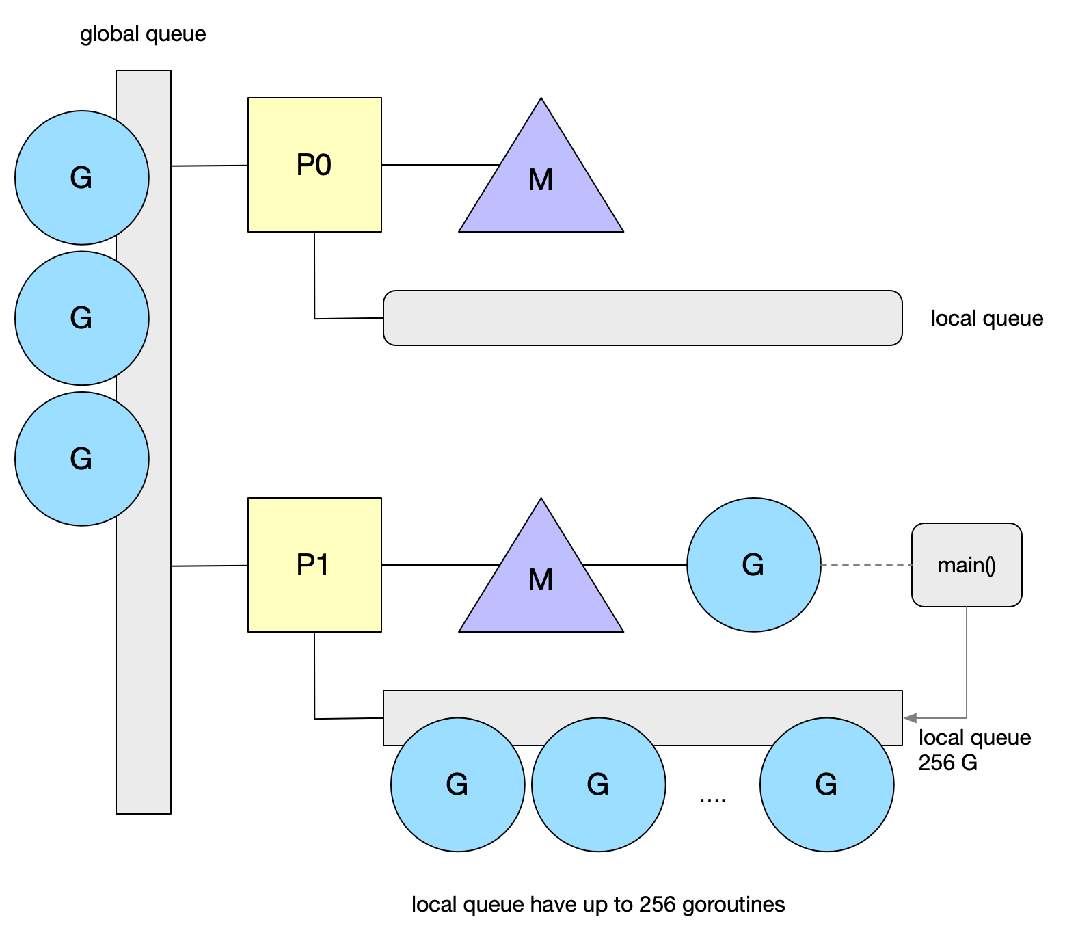 global queue
G
P0
M
G
local queue
G
P1
M
G
main()
local queue
256 G
G
G
....
G
local queue have up to 256 goroutines